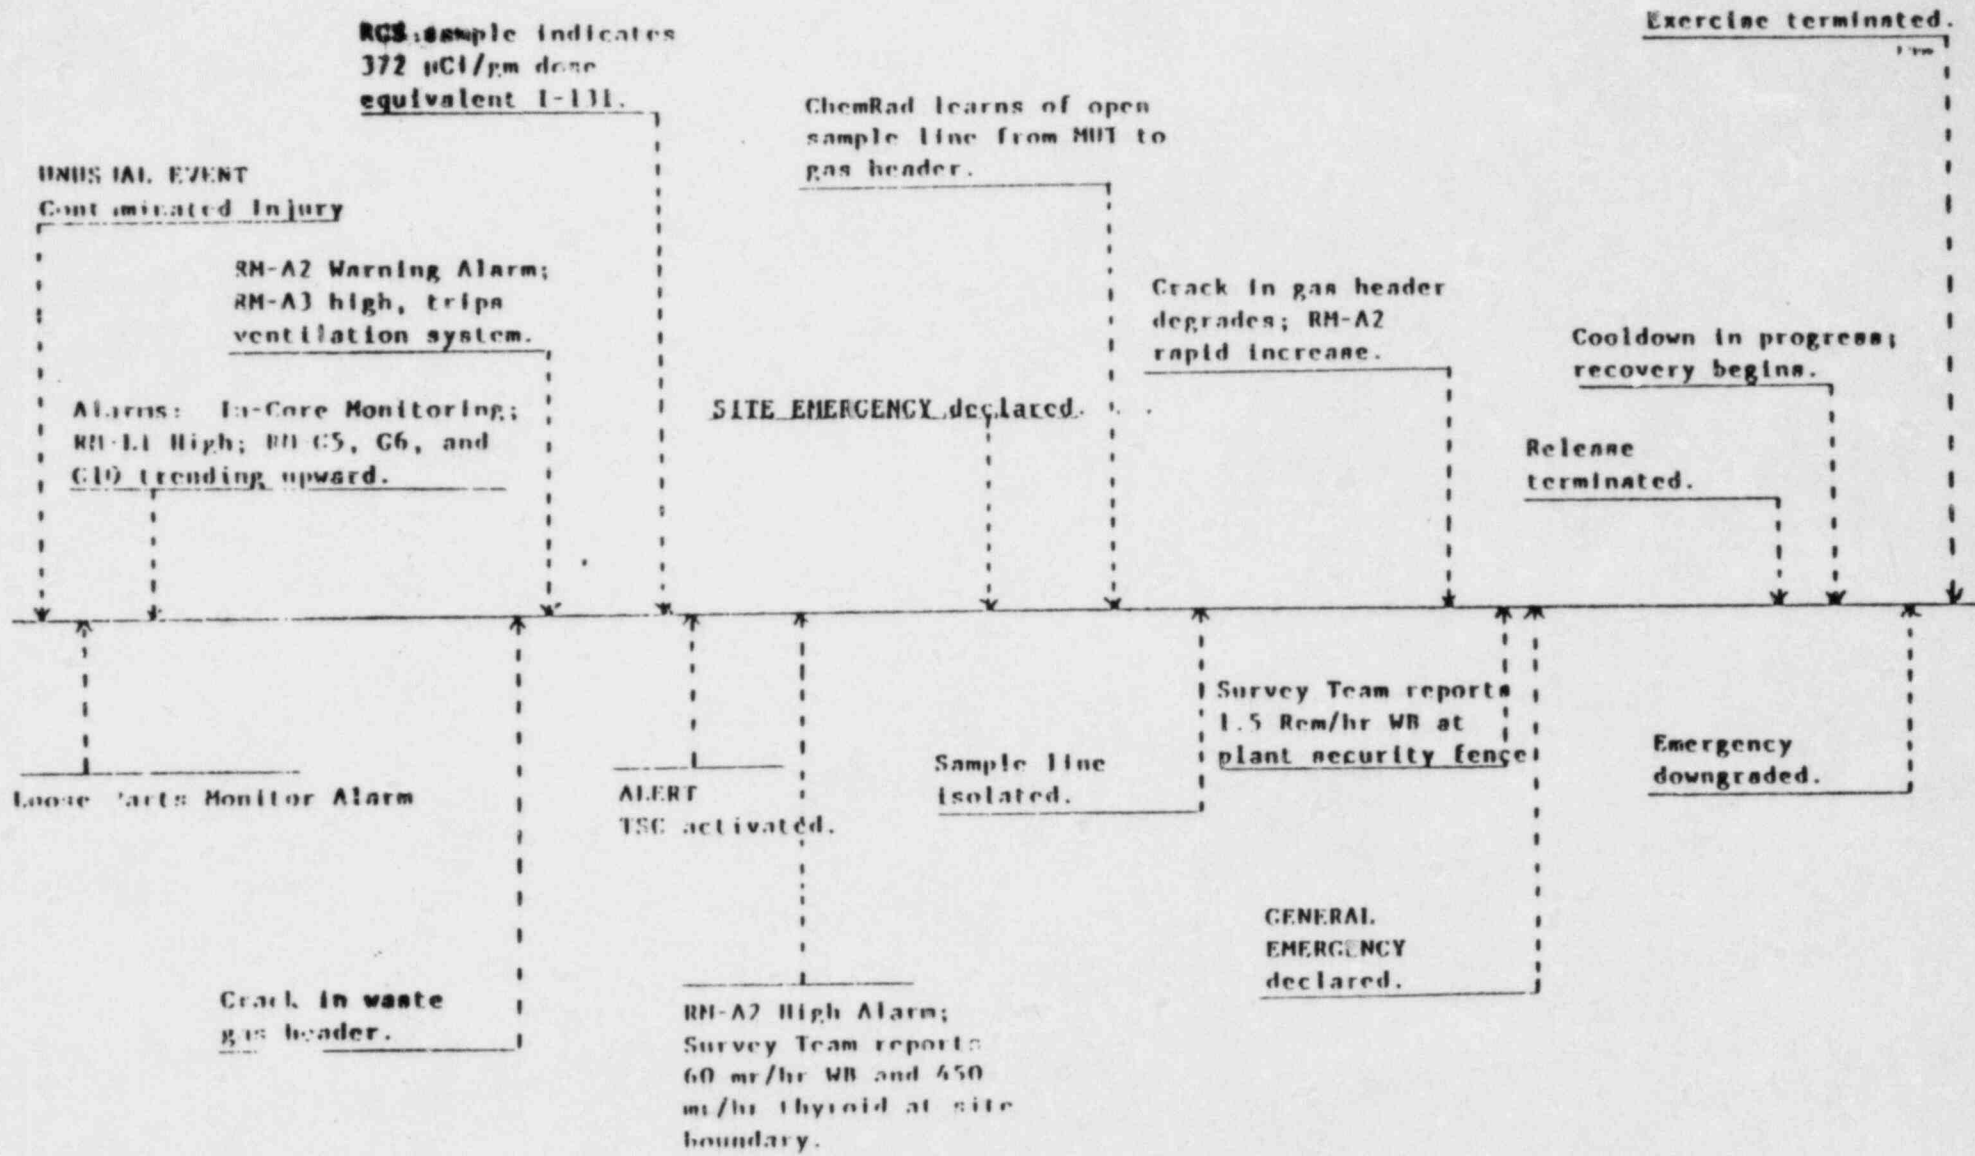 Exercise terminated.
RCS sample indicates
372 µCi/gm dose
equivalent I-131.
ChemRad learns of open
sample line from MUT to
gas header.
UNUSUAL EVENT
Contaminated Injury
RM-A2 Warning Alarm;
RM-A3 high, trips
ventilation system.
Crack in gas header
degrades; RM-A2
rapid increase.
Cooldown in progress;
recovery begins.
Alarms: In-Core Monitoring;
RM-L1 High; RM-G5, G6, and
G10 trending upward.
SITE EMERGENCY declared.
Release
terminated.
Loose Parts Monitor Alarm
ALERT
TSC activated.
Sample line
isolated.
Survey Team reports
1.5 Rem/hr WB at
plant security fence
Emergency
downgraded.
GENERAL
EMERGENCY
declared.
Crack in waste
gas header.
RM-A2 High Alarm;
Survey Team reports
60 mr/hr WB and 450
mr/hr thyroid at site
boundary.